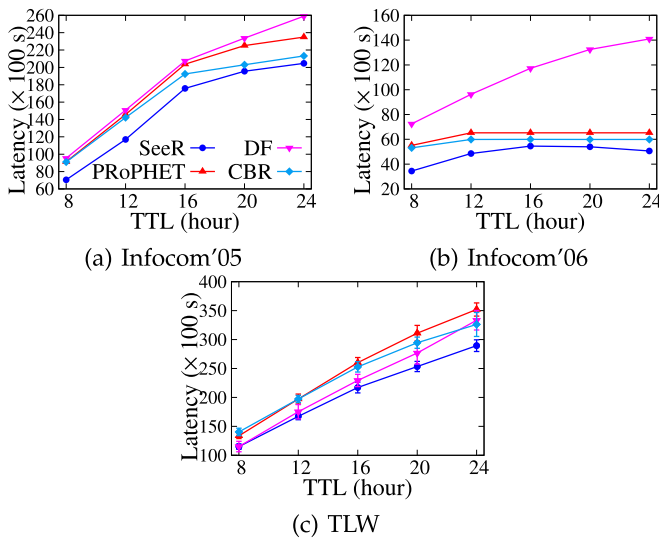 260
240
220
200
180
160
140
120
100
80
60
Latency (× 100 s)
SeeR
DF
PRoPHET
CBR
8 12 16 20 24
TTL (hour)
(a) Infocom'05
160
140
120
100
80
60
40
20
Latency (× 100 s)
8 12 16 20 24
TTL (hour)
(b) Infocom'06
400
350
300
250
200
150
100
Latency (× 100 s)
8 12 16 20 24
TTL (hour)
(c) TLW